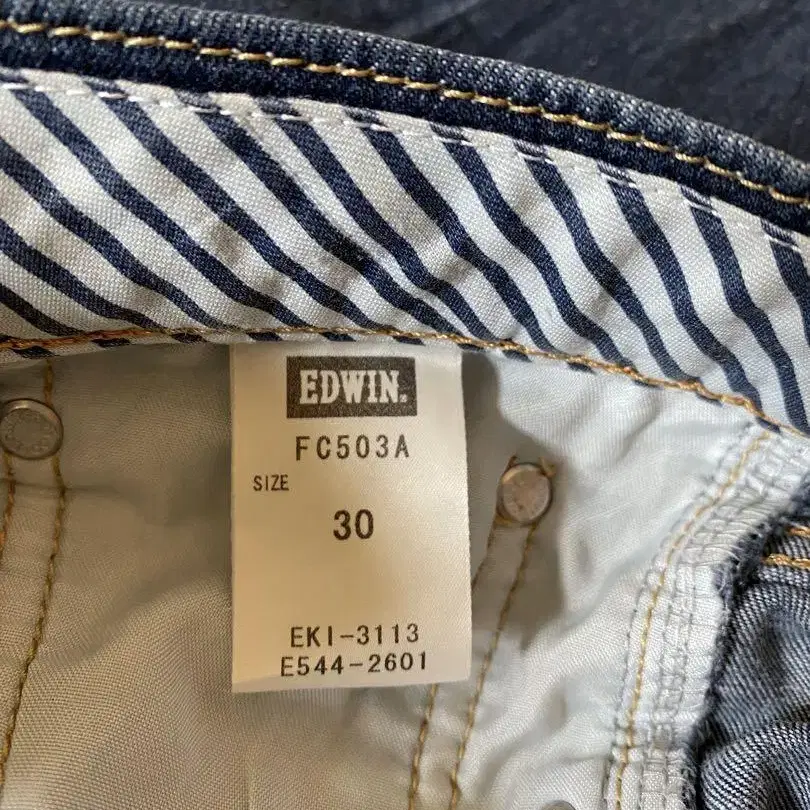 EDWIN.
FC503A
SIZE
30
EKI-3113
E544-2601